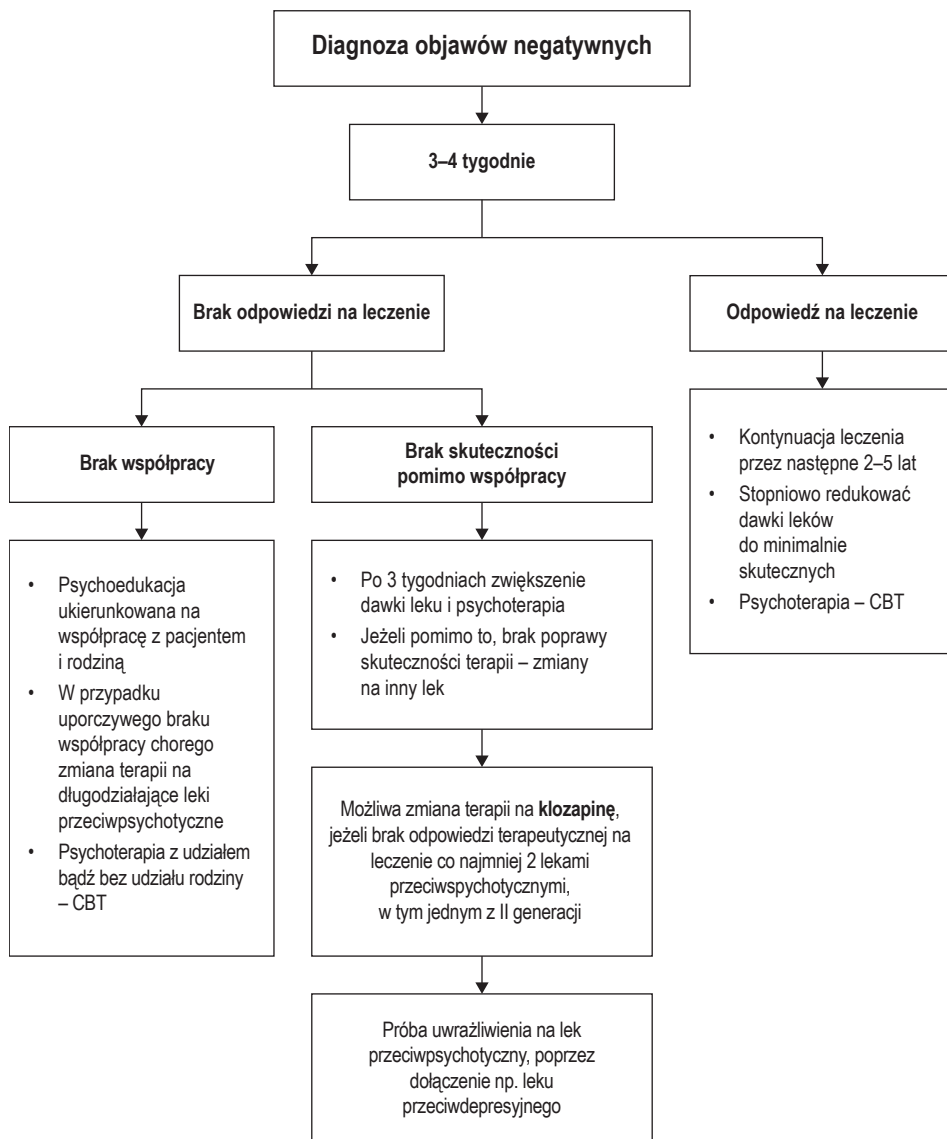 Diagnoza objawów negatywnych
3–4 tygodnie
Brak odpowiedzi na leczenie
Odpowiedź na leczenie
Brak współpracy
Brak skuteczności
pomimo współpracy
• Kontynuacja leczenia
przez następne 2–5 lat
• Stopniowo redukować
dawki leków
do minimalnie
skutecznych
• Psychoterapia – CBT
• Psychoedukacja
ukierunkowana na
współpracę z pacjentem
i rodziną
• W przypadku
uporczywego braku
współpracy chorego
zmiana terapii na
długodziałające leki
przeciwpsychotyczne
• Psychoterapia z udziałem
bądź bez udziału rodziny
– CBT
• Po 3 tygodniach zwiększenie
dawki leku i psychoterapia
• Jeżeli pomimo to, brak poprawy
skuteczności terapii – zmiany
na inny lek
Możliwa zmiana terapii na klozapinę,
jeżeli brak odpowiedzi terapeutycznej na
leczenie co najmniej 2 lekami
przeciwspychotycznymi,
w tym jednym z II generacji
Próba uwrażliwienia na lek
przeciwpsychotyczny, poprzez
dołączenie np. leku
przeciwdepresyjnego